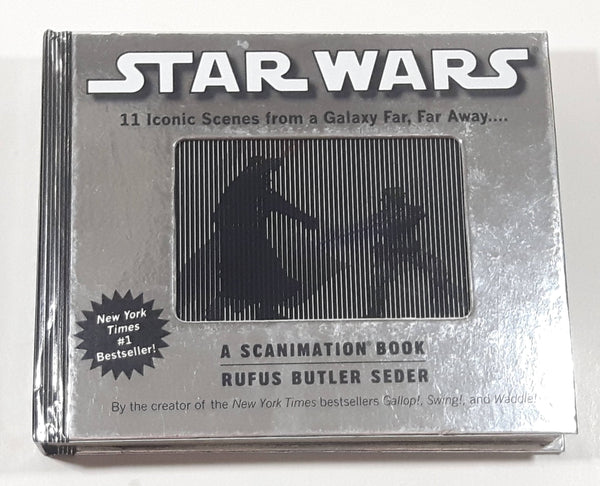 STAR WARS
11 Iconic Scenes from a Galaxy Far, Far Away....
New York
Times
#1
Bestseller!
A SCANIMATION® BOOK
RUFUS BUTLER SEDER
By the creator of the New York Times bestsellers Gallop!, Swing!, and Waddle!